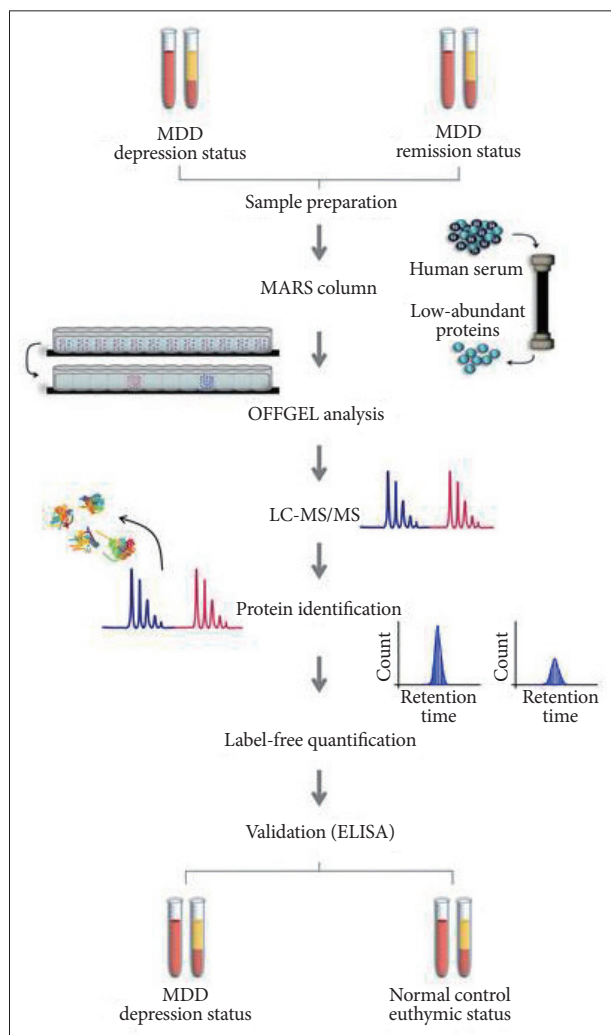 MDD
depression status
MDD
remission status
Sample preparation
Human serum
MARS column
Low-abundant
proteins
OFFGEL analysis
LC-MS/MS
Protein identification
Count
Retention
time
Count
Retention
time
Label-free quantification
Validation (ELISA)
MDD
depression status
Normal control
euthymic status